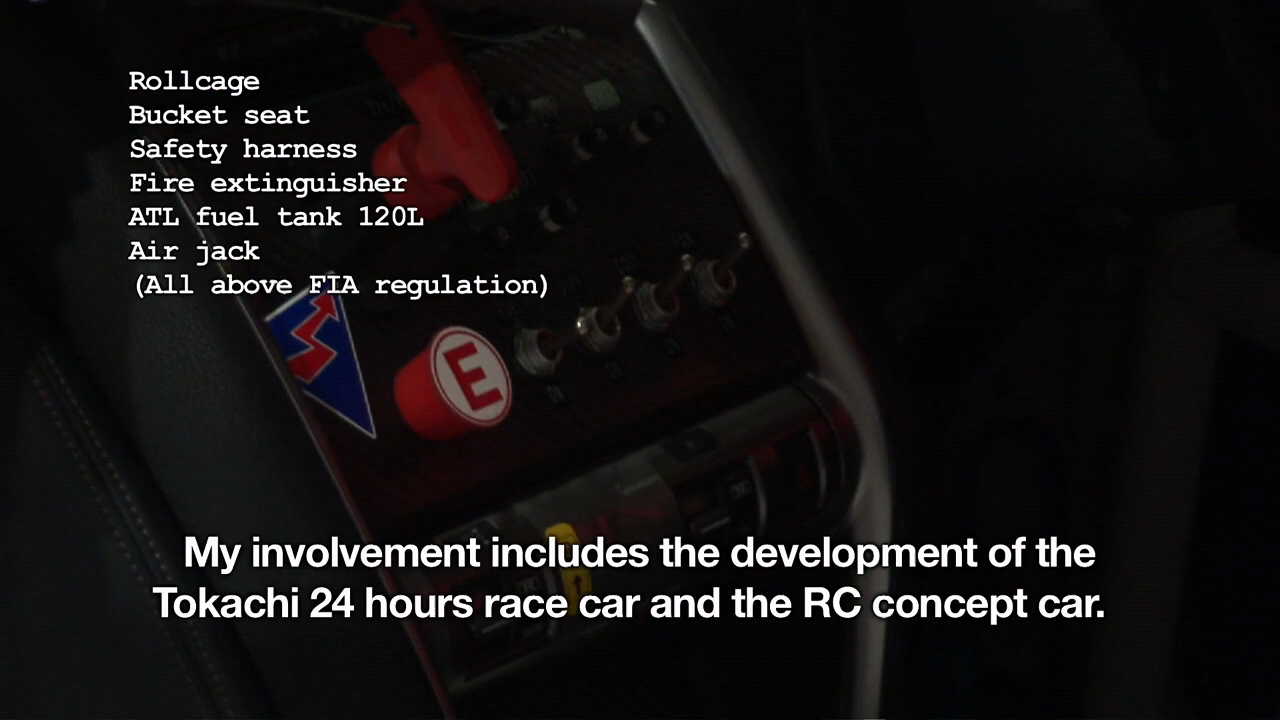 Rollcage
Bucket seat
Safety harness
Fire extinguisher
ATL fuel tank 120L
Air jack
(All above FIA regulation)
E
My involvement includes the development of the
Tokachi 24 hours race car and the RC concept car.